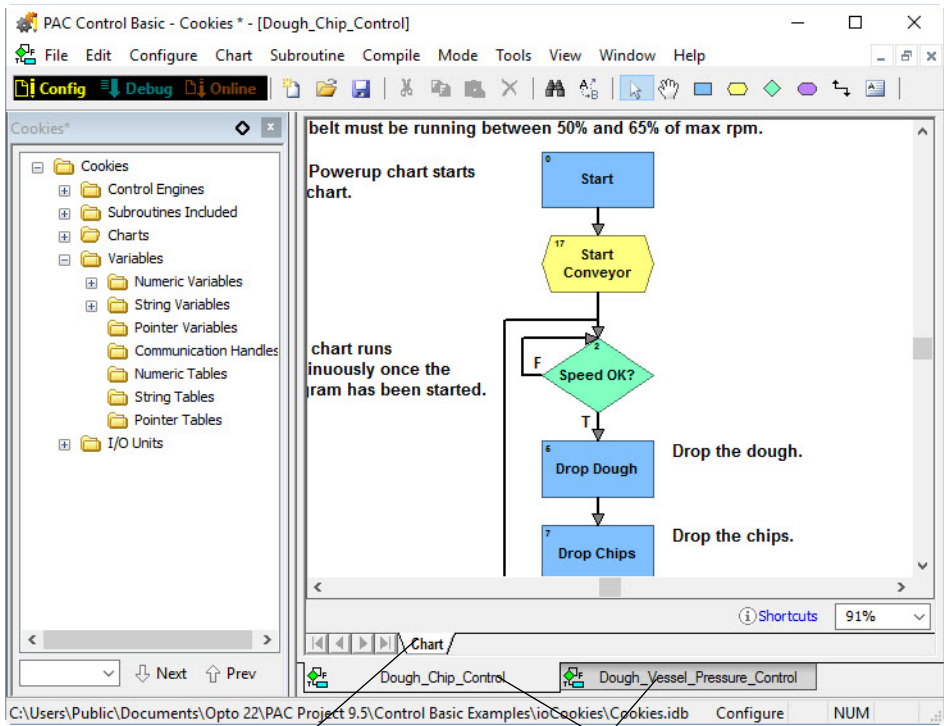 PAC Control Basic - Cookies * - [Dough_Chip_Control]
File Edit Configure Chart Subroutine Compile Mode Tools View Window Help
Config Debug Online
Cookies*
Cookies
Control Engines
Subroutines Included
Charts
Variables
Numeric Variables
String Variables
Pointer Variables
Communication Handles
Numeric Tables
String Tables
Pointer Tables
I/O Units
Next Prev
belt must be running between 50% and 65% of max rpm.
Powerup chart starts
chart.
0
Start
17
Start
Conveyor
chart runs
inuously once the
ram has been started.
2
Speed OK?
F
T
6
Drop Dough
Drop the dough.
7
Drop Chips
Drop the chips.
Shortcuts 91%
Chart
Dough_Chip_Control Dough_Vessel_Pressure_Control
C:\Users\Public\Documents\Opto 22\PAC Project 9.5\Control Basic Examples\ioCookies\Cookies.idb Configure NUM